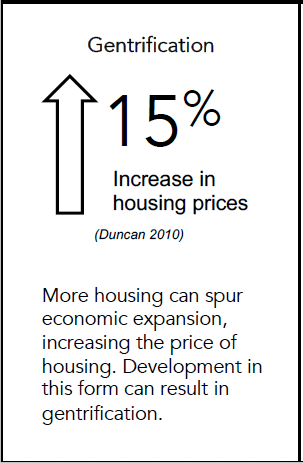 Gentrification
15%
Increase in
housing prices
(Duncan 2010)
More housing can spur
economic expansion,
increasing the price of
housing. Development in
this form can result in
gentrification.